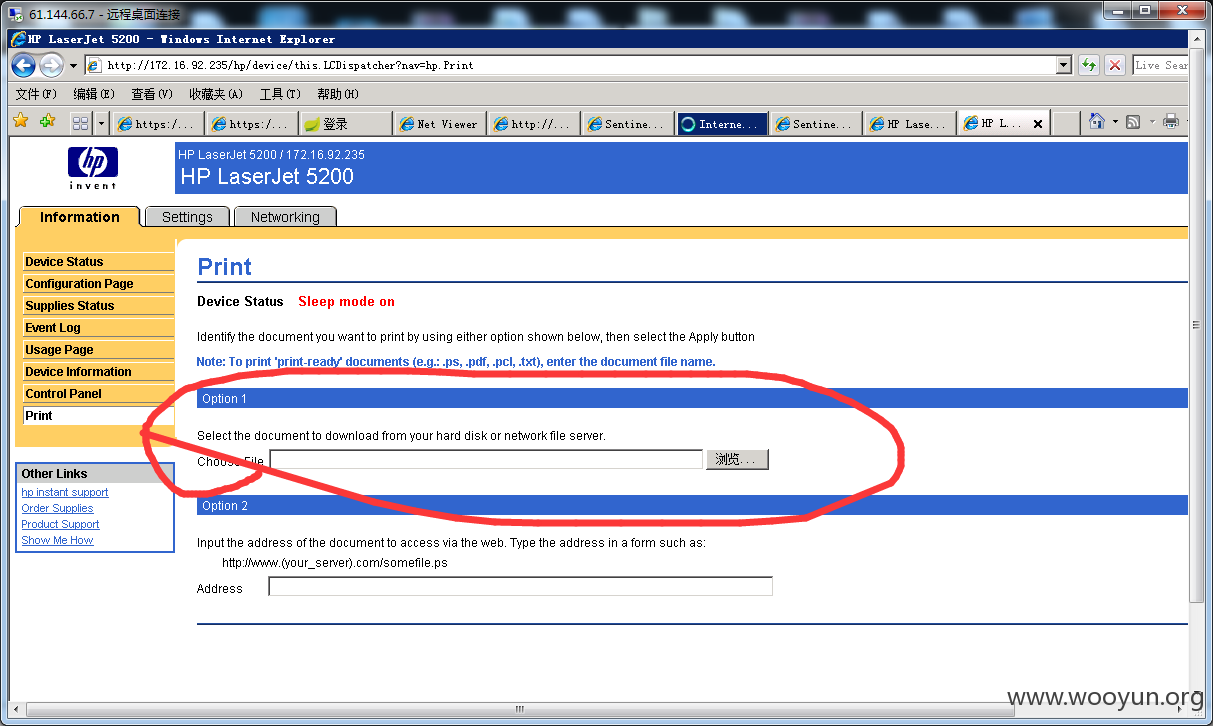 61.144.66.7 - 远程桌面连接
HP LaserJet 5200 - Windows Internet Explorer
http://172.16.92.235/hp/device/this.LCDispatcher?nav=hp.Print
Live Sear
文件(F) 编辑(E) 查看(V) 收藏夹(A) 工具(T) 帮助(H)
https:/... https:/... 登录 Net Viewer http://... Sentine... Interne... Sentine... HP Lase... HP L...
hp
invent
HP LaserJet 5200 / 172.16.92.235
HP LaserJet 5200
Information Settings Networking
Device Status
Configuration Page
Supplies Status
Event Log
Usage Page
Device Information
Control Panel
Print
Other Links
hp instant support
Order Supplies
Product Support
Show Me How
Print
Device Status Sleep mode on
Identify the document you want to print by using either option shown below, then select the Apply button
Note: To print 'print-ready' documents (e.g.: .ps, .pdf, .pcl, .txt), enter the document file name.
Option 1
Select the document to download from your hard disk or network file server.
Choose File 浏览...
Option 2
Input the address of the document to access via the web. Type the address in a form such as:
http://www.(your_server).com/somefile.ps
Address
www.wooyun.org